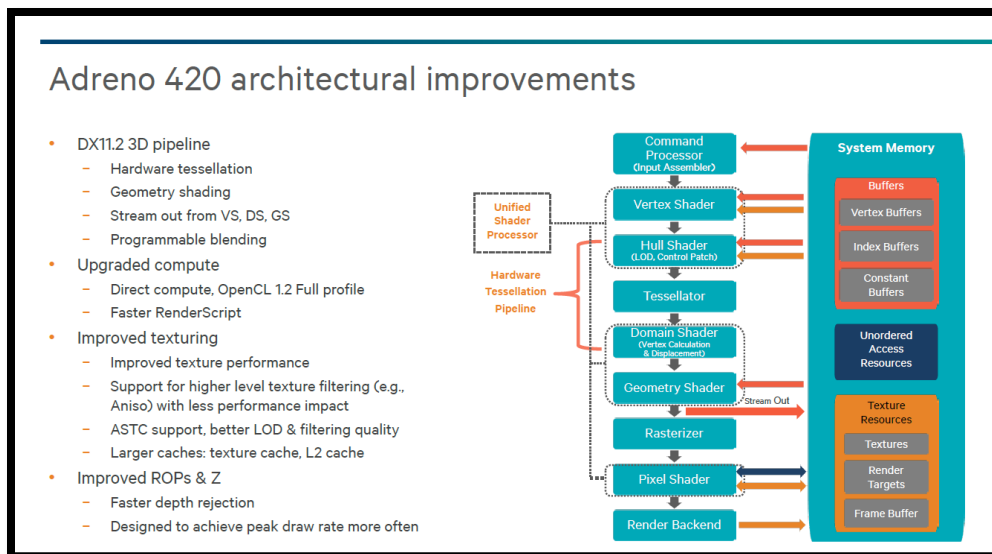 Adreno 420 architectural improvements
• DX11.2 3D pipeline
– Hardware tessellation
– Geometry shading
– Stream out from VS, DS, GS
– Programmable blending
• Upgraded compute
– Direct compute, OpenCL 1.2 Full profile
– Faster RenderScript
• Improved texturing
– Improved texture performance
– Support for higher level texture filtering (e.g.,
Aniso) with less performance impact
– ASTC support, better LOD & filtering quality
– Larger caches: texture cache, L2 cache
• Improved ROPs & Z
– Faster depth rejection
– Designed to achieve peak draw rate more often
Unified
Shader
Processor
Hardware
Tessellation
Pipeline
Command
Processor
(Input Assembler)
Vertex Shader
Hull Shader
(LOD, Control Patch)
Tessellator
Domain Shader
(Vertex Calculation
& Displacement)
Geometry Shader
Stream Out
Rasterizer
Pixel Shader
Render Backend
System Memory
Buffers
Vertex Buffers
Index Buffers
Constant
Buffers
Unordered
Access
Resources
Texture
Resources
Textures
Render
Targets
Frame Buffer